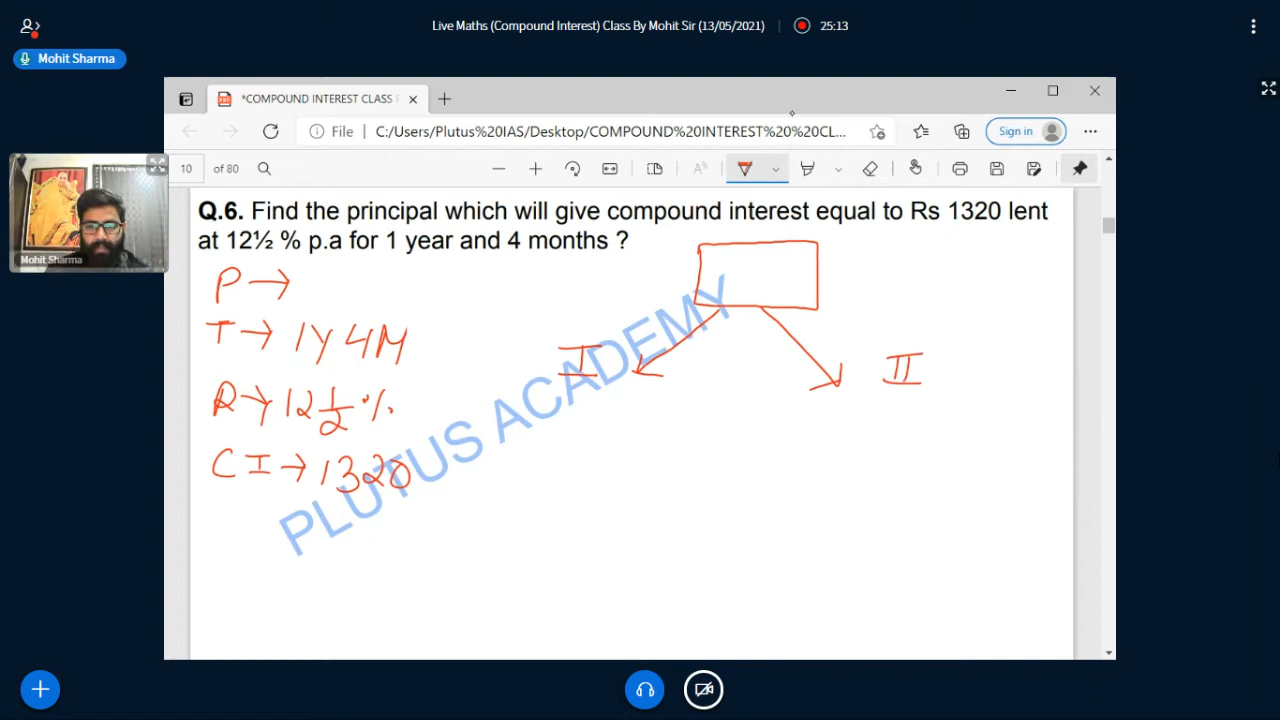 Live Maths (Compound Interest) Class By Mohit Sir (13/05/2021)
25:13
Mohit Sharma
*COMPOUND INTEREST CLASS P
File
C:/Users/Plutus%20IAS/Desktop/COMPOUND%20INTEREST%20%20CL...
Sign in
10 of 80
Mohit Sharma
Q.6. Find the principal which will give compound interest equal to Rs 1320 lent
at 12½ % p.a for 1 year and 4 months ?
P →
T → 1Y 4M
I
II
R → 12 1/2 %
CI → 1320
PLUTUS ACADEMY